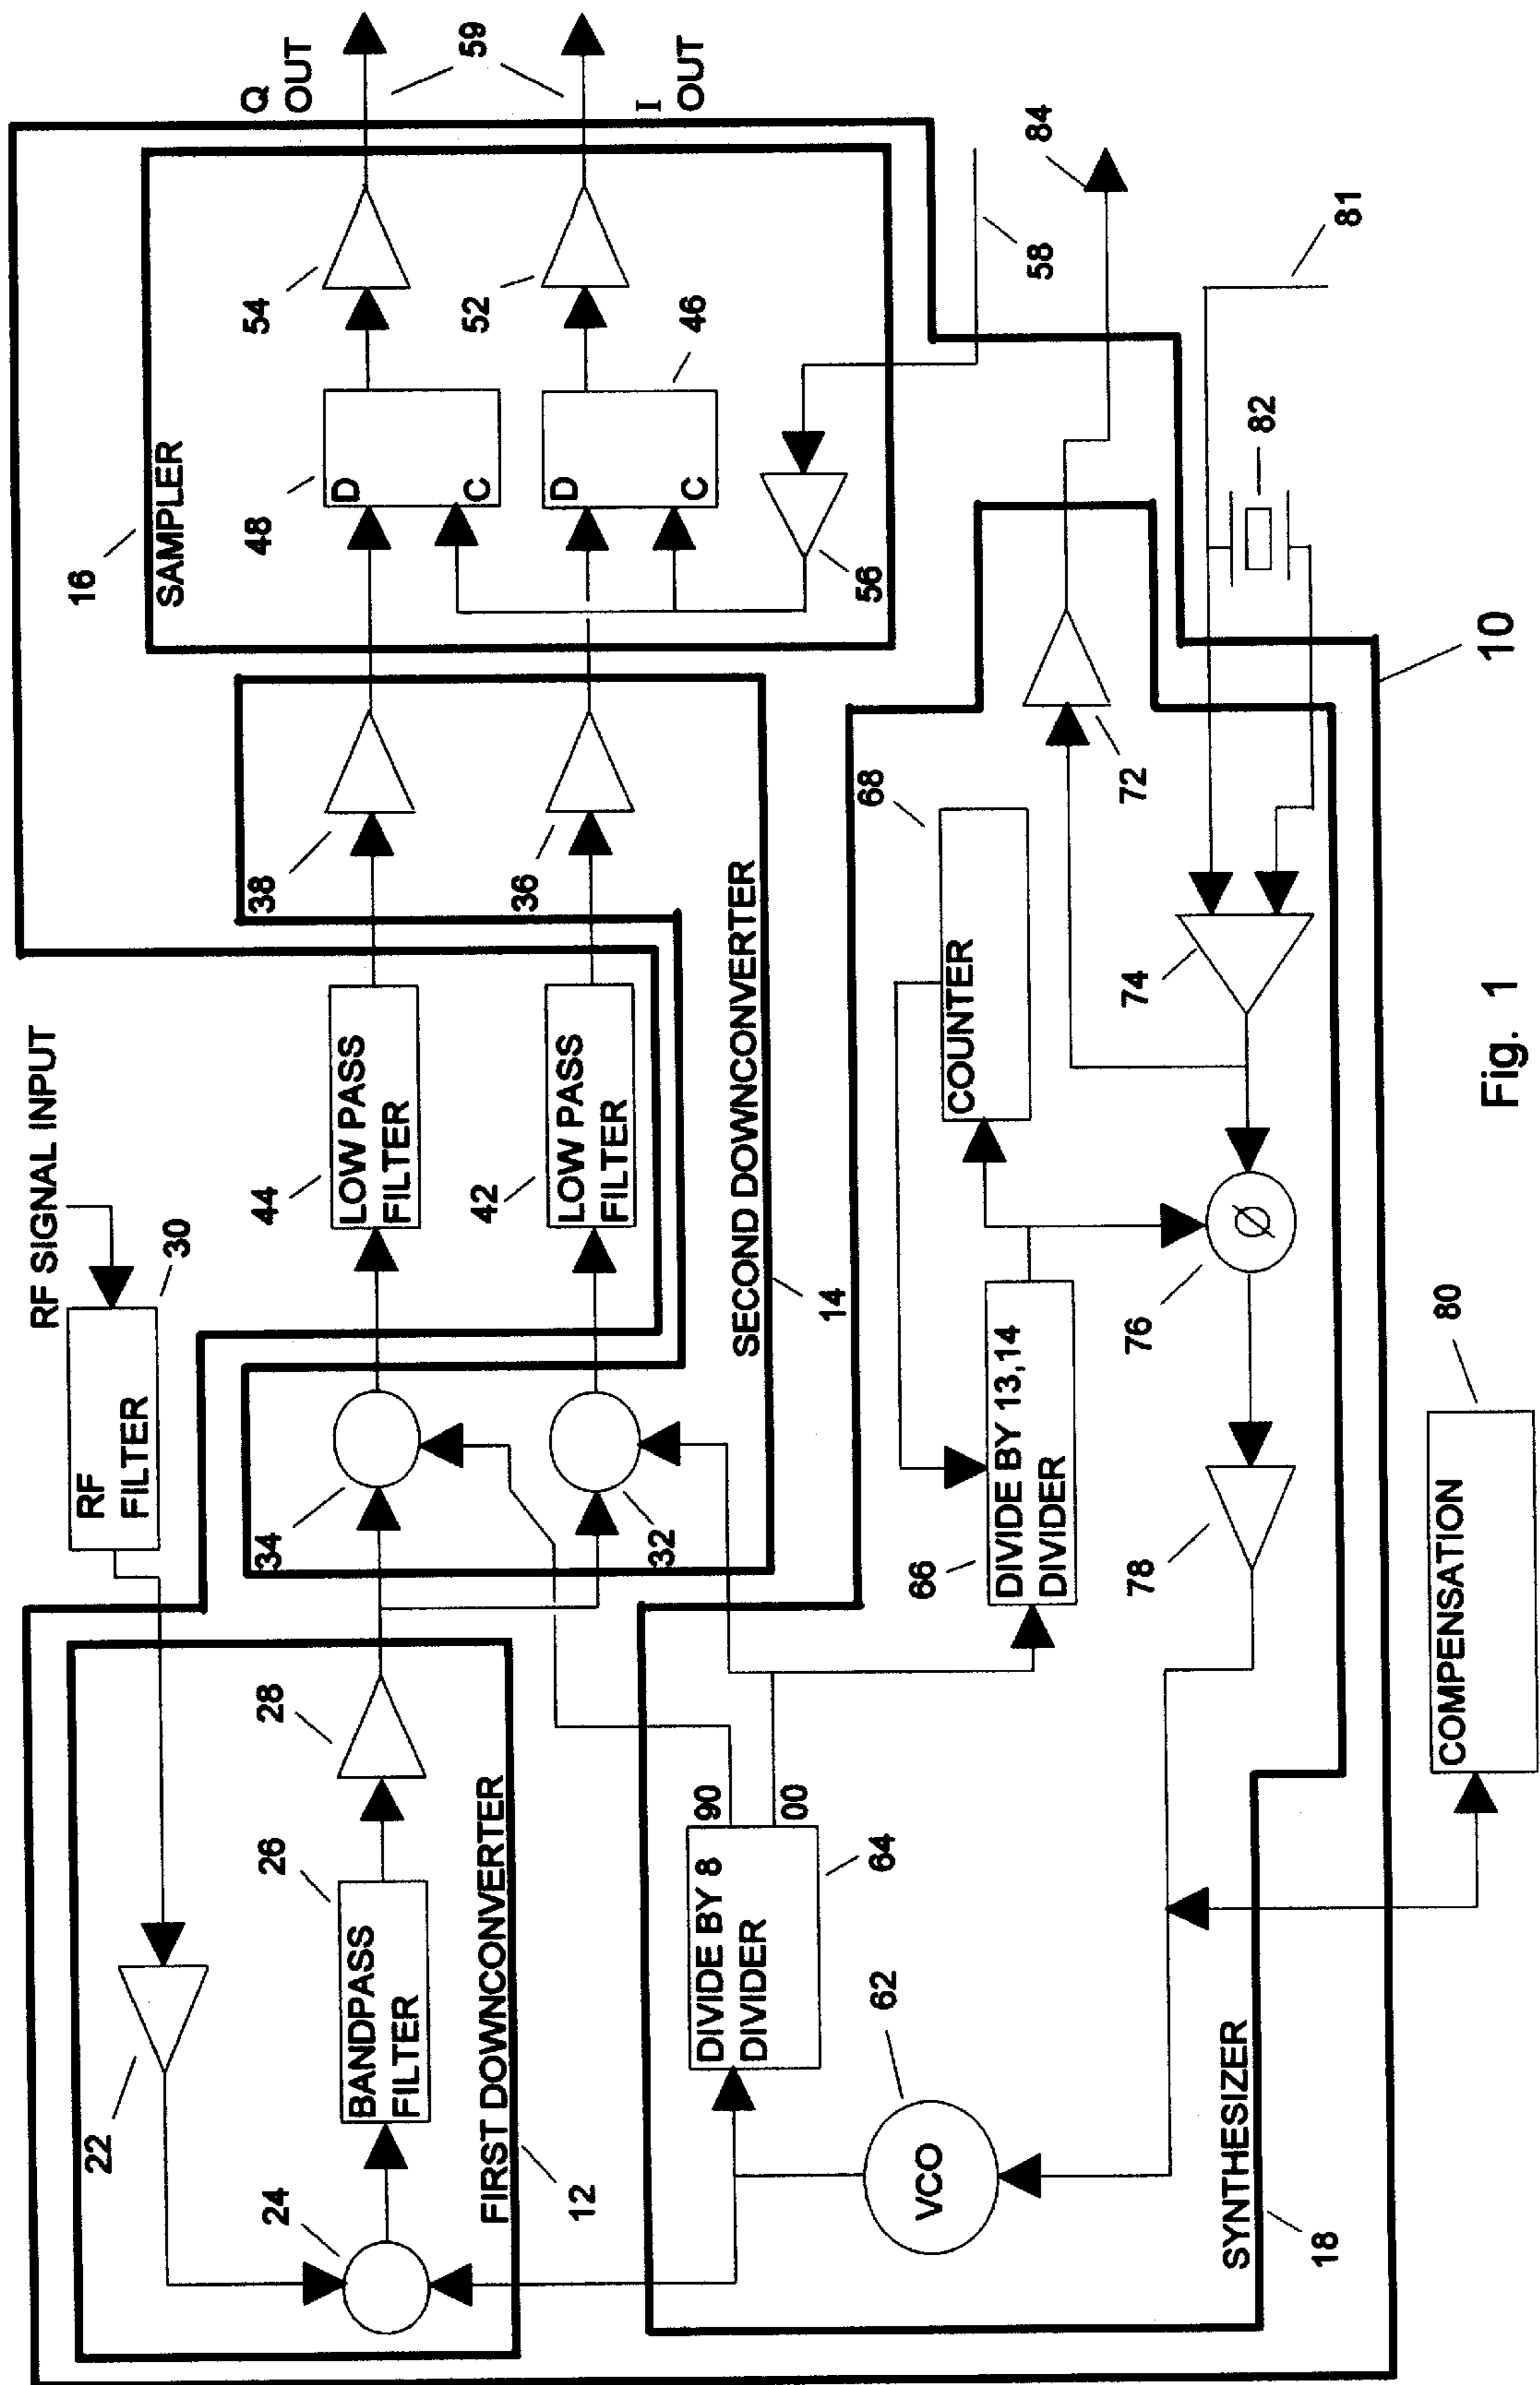 RF SIGNAL INPUT
RF
FILTER
30
22
24
BANDPASS
FILTER
26
28
FIRST DOWNCONVERTER
12
34
32
LOW PASS
FILTER
44
LOW PASS
FILTER
42
38
36
SECOND DOWNCONVERTER
14
16
SAMPLER
48
D
C
D
C
46
54
52
56
Q
OUT
59
I
OUT
58
84
DIVIDE BY 8
DIVIDER
90
00
64
VCO
62
66
DIVIDE BY 13,14
DIVIDER
COUNTER
68
72
74
76
Ø
78
SYNTHESIZER
18
COMPENSATION
80
81
82
10
Fig. 1